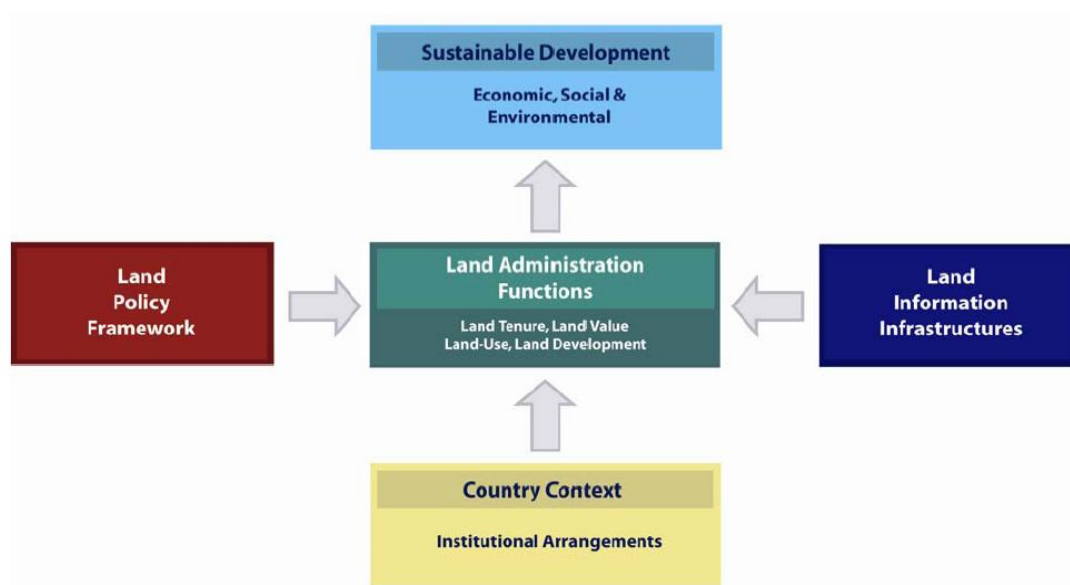 Sustainable Development
Economic, Social &
Environmental
Land
Policy
Framework
Land Administration
Functions
Land Tenure, Land Value
Land-Use, Land Development
Land
Information
Infrastructures
Country Context
Institutional Arrangements